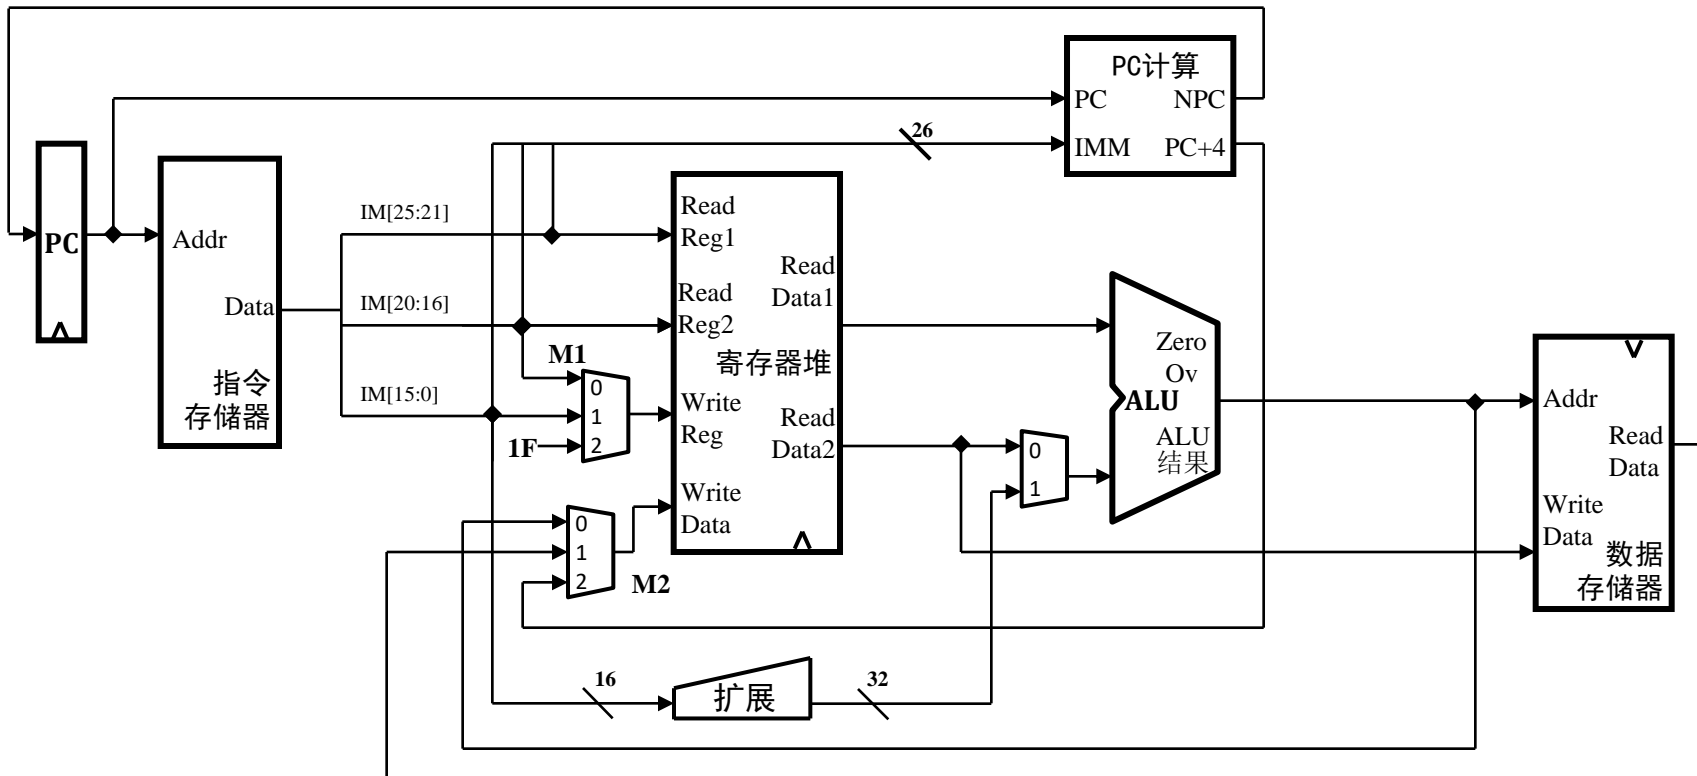 PC计算
PC
NPC
26
IMM
PC+4
PC
Addr
Data
指令
存储器
IM[25:21]
IM[20:16]
IM[15:0]
M1
0
1
2
1F
Read
Reg1
Read
Data1
Read
Reg2
寄存器堆
Write
Reg
Read
Data2
Write
Data
0
1
2
M2
0
1
Zero
Ov
ALU
ALU
结果
Addr
Read
Data
Write
Data
数据
存储器
16
扩展
32